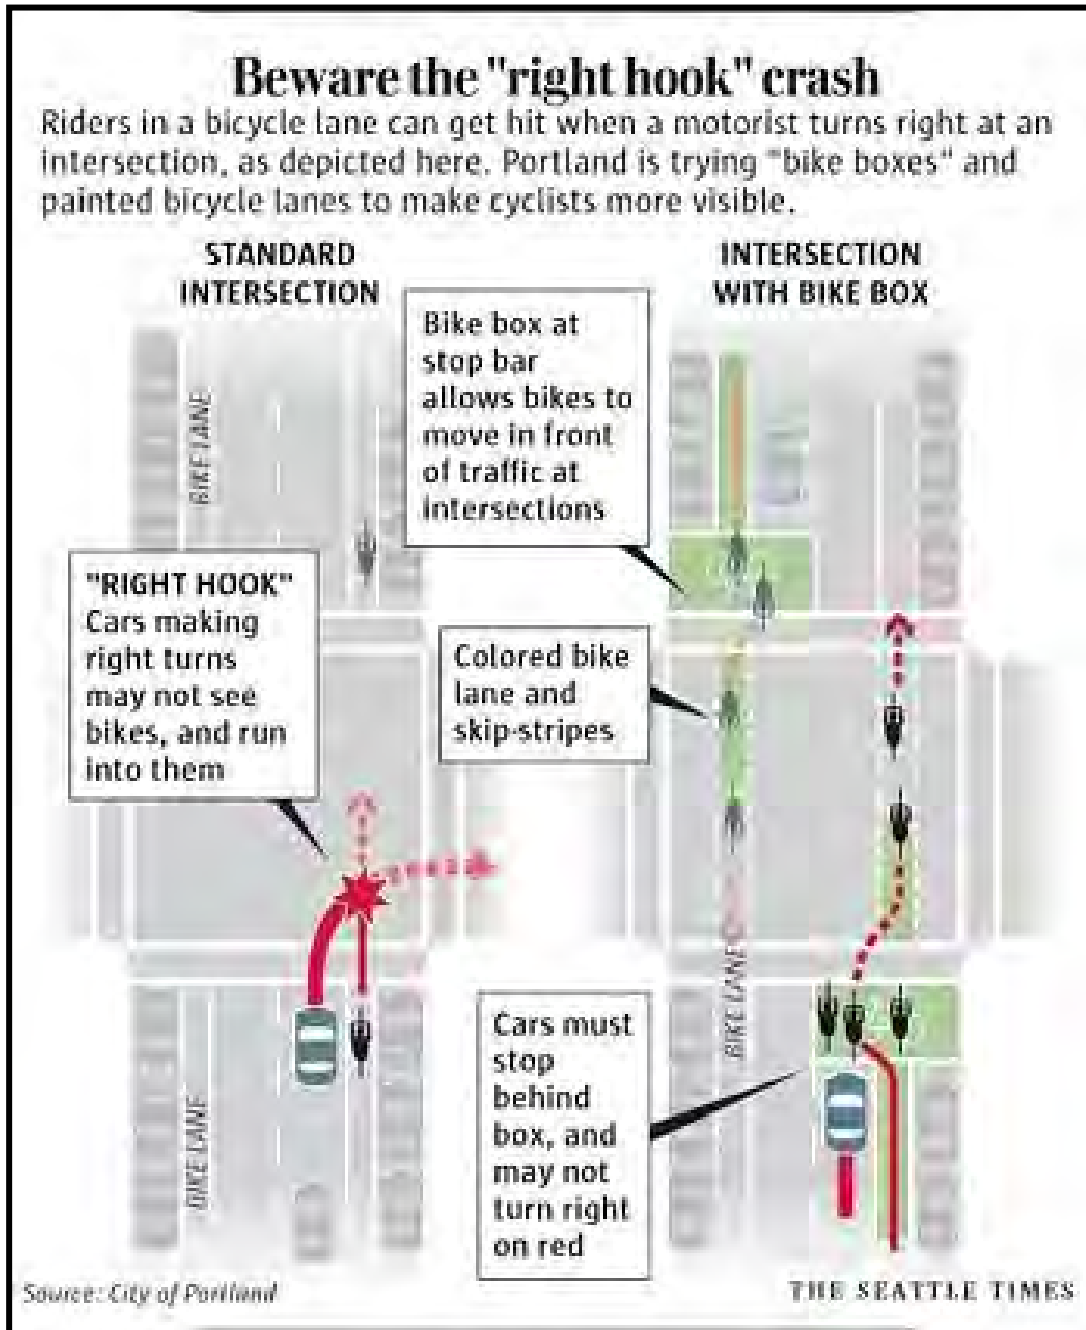 Beware the "right hook" crash
Riders in a bicycle lane can get hit when a motorist turns right at an
intersection, as depicted here. Portland is trying "bike boxes" and
painted bicycle lanes to make cyclists more visible.
STANDARD
INTERSECTION
INTERSECTION
WITH BIKE BOX
Bike box at
stop bar
allows bikes to
move in front
of traffic at
intersections
BIKE LANE
"RIGHT HOOK"
Cars making
right turns
may not see
bikes, and run
into them
Colored bike
lane and
skip-stripes
BIKE LANE
Cars must
stop
behind
box, and
may not
turn right
on red
BIKE LANE
Source: City of Portland
THE SEATTLE TIMES